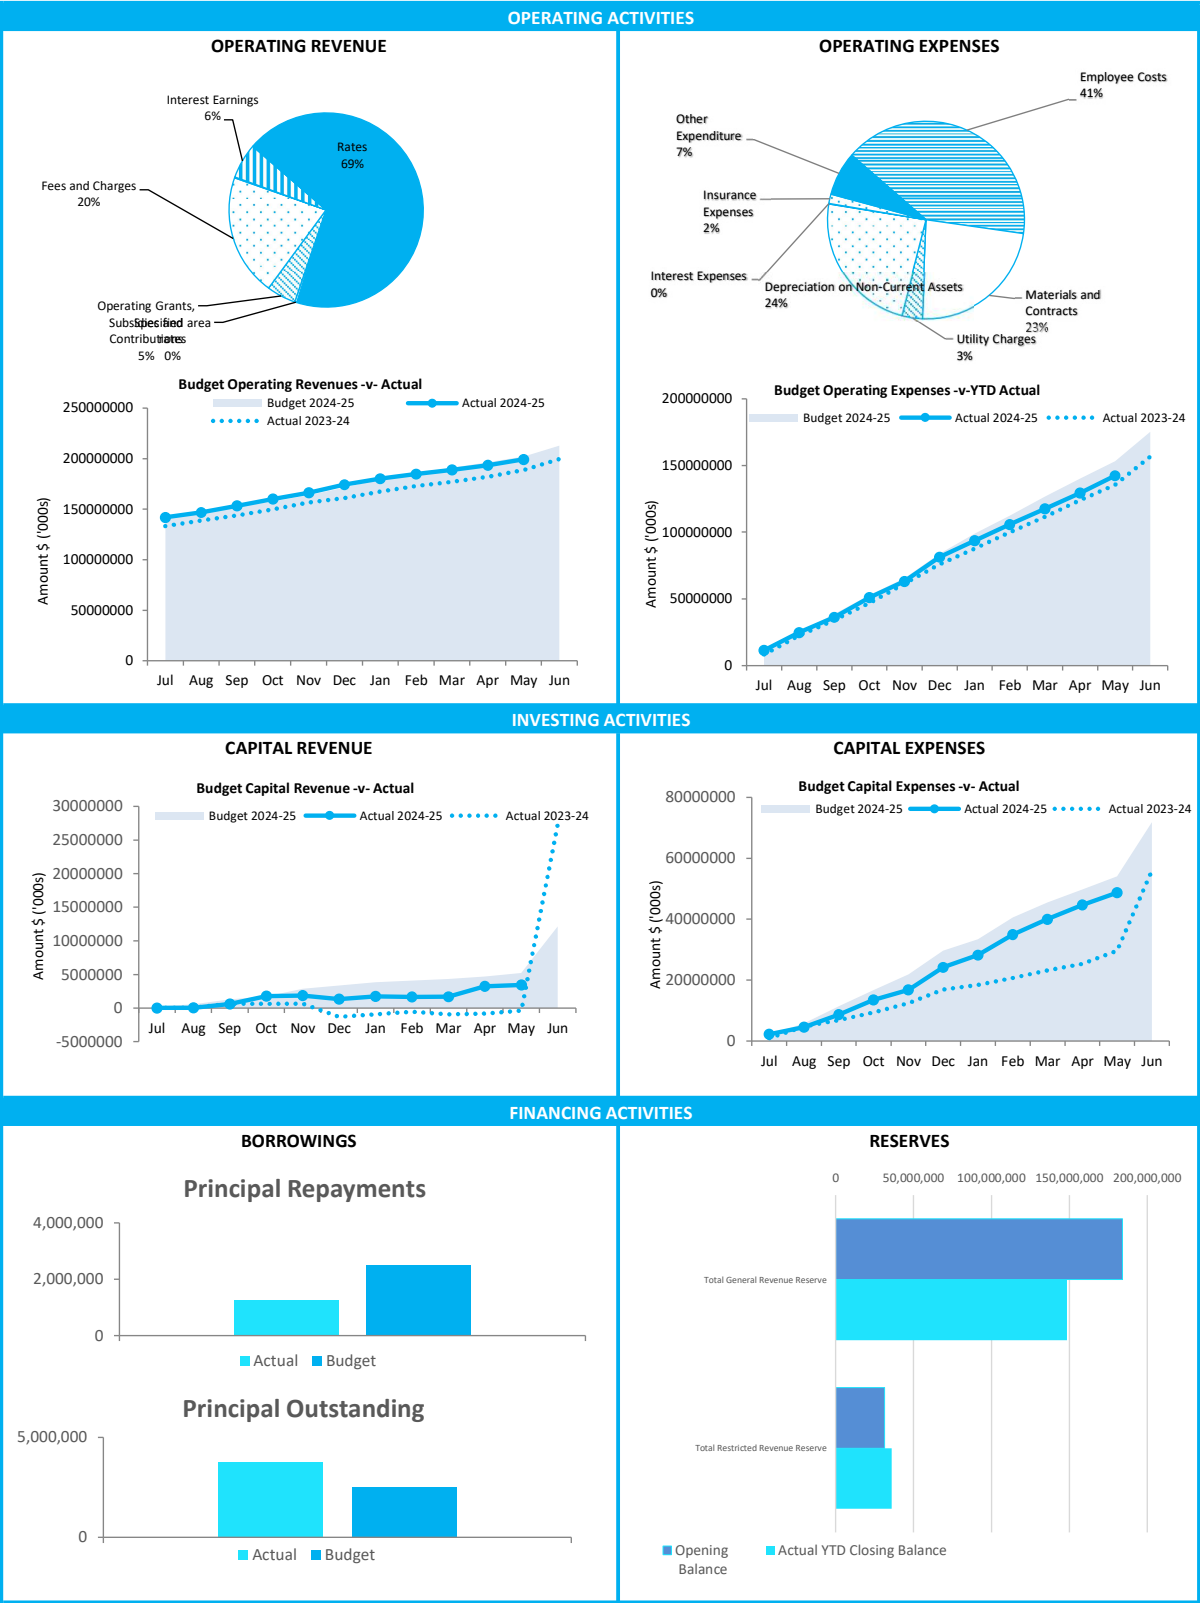 OPERATING ACTIVITIES
OPERATING REVENUE
Interest Earnings
6%
Rates
69%
Fees and Charges
20%
Operating Grants,
Subsidies and
Contributions
5%
Specified area
rates
0%
Budget Operating Revenues -v- Actual
Budget 2024-25
Actual 2024-25
Actual 2023-24
Amount $ ('000s)
250000000
200000000
150000000
100000000
50000000
0
Jul Aug Sep Oct Nov Dec Jan Feb Mar Apr May Jun
OPERATING EXPENSES
Employee Costs
41%
Other
Expenditure
7%
Insurance
Expenses
2%
Interest Expenses
0%
Depreciation on Non-Current Assets
24%
Materials and
Contracts
23%
Utility Charges
3%
Budget Operating Expenses -v-YTD Actual
Budget 2024-25
Actual 2024-25
Actual 2023-24
Amount $ ('000s)
200000000
150000000
100000000
50000000
0
Jul Aug Sep Oct Nov Dec Jan Feb Mar Apr May Jun
INVESTING ACTIVITIES
CAPITAL REVENUE
Budget Capital Revenue -v- Actual
Budget 2024-25
Actual 2024-25
Actual 2023-24
Amount $ ('000s)
30000000
25000000
20000000
15000000
10000000
5000000
0
-5000000
Jul Aug Sep Oct Nov Dec Jan Feb Mar Apr May Jun
CAPITAL EXPENSES
Budget Capital Expenses -v- Actual
Budget 2024-25
Actual 2024-25
Actual 2023-24
Amount $ ('000s)
80000000
60000000
40000000
20000000
0
Jul Aug Sep Oct Nov Dec Jan Feb Mar Apr May Jun
FINANCING ACTIVITIES
BORROWINGS
Principal Repayments
4,000,000
2,000,000
0
Actual
Budget
Principal Outstanding
5,000,000
0
Actual
Budget
RESERVES
0 50,000,000 100,000,000 150,000,000 200,000,000
Total General Revenue Reserve
Total Restricted Revenue Reserve
Opening
Balance
Actual YTD Closing Balance